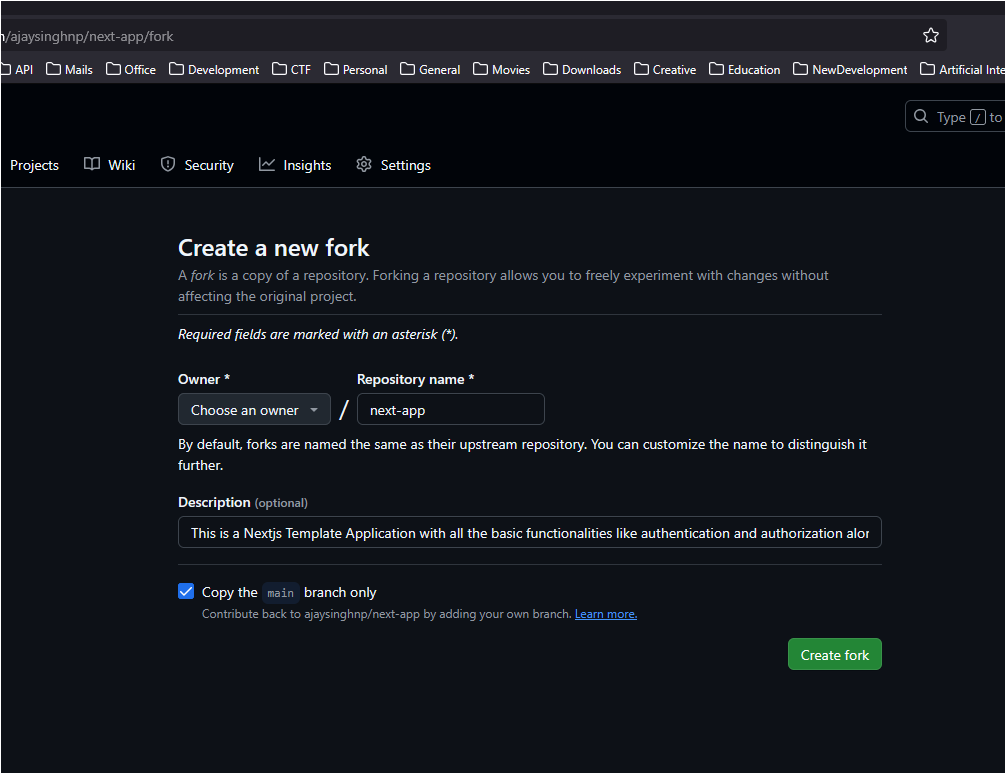 /ajaysinghnp/next-app/fork
API Mails Office Development CTF Personal General Movies Downloads Creative Education NewDevelopment Artificial
Type / to
Projects Wiki Security Insights Settings
Create a new fork
A fork is a copy of a repository. Forking a repository allows you to freely experiment with changes without
affecting the original project.
Required fields are marked with an asterisk (*).
Owner * Repository name *
Choose an owner / next-app
By default, forks are named the same as their upstream repository. You can customize the name to distinguish it
further.
Description (optional)
This is a Nextjs Template Application with all the basic functionalities like authentication and authorization
Copy the main branch only
Contribute back to ajaysinghnp/next-app by adding your own branch. Learn more.
Create fork